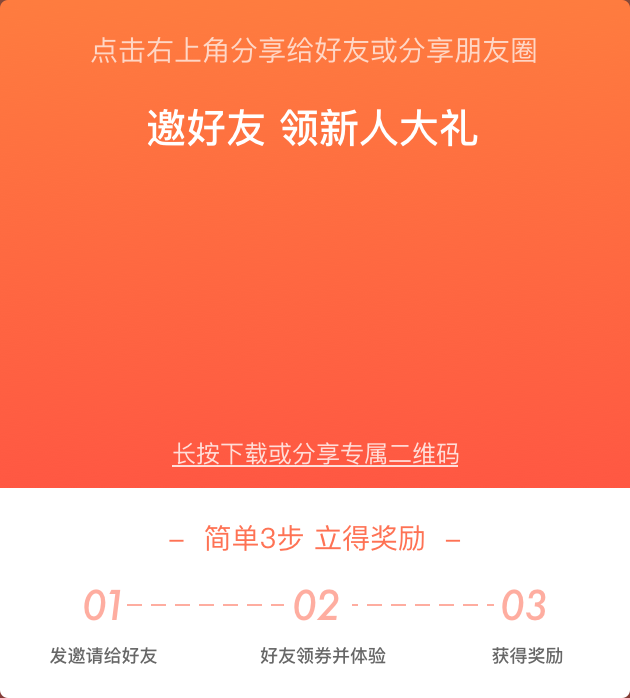 点击右上角分享给好友或分享朋友圈
邀好友 领新人大礼
长按下载或分享专属二维码
– 简单3步 立得奖励 –
01 02 03
发邀请给好友 好友领券并体验 获得奖励